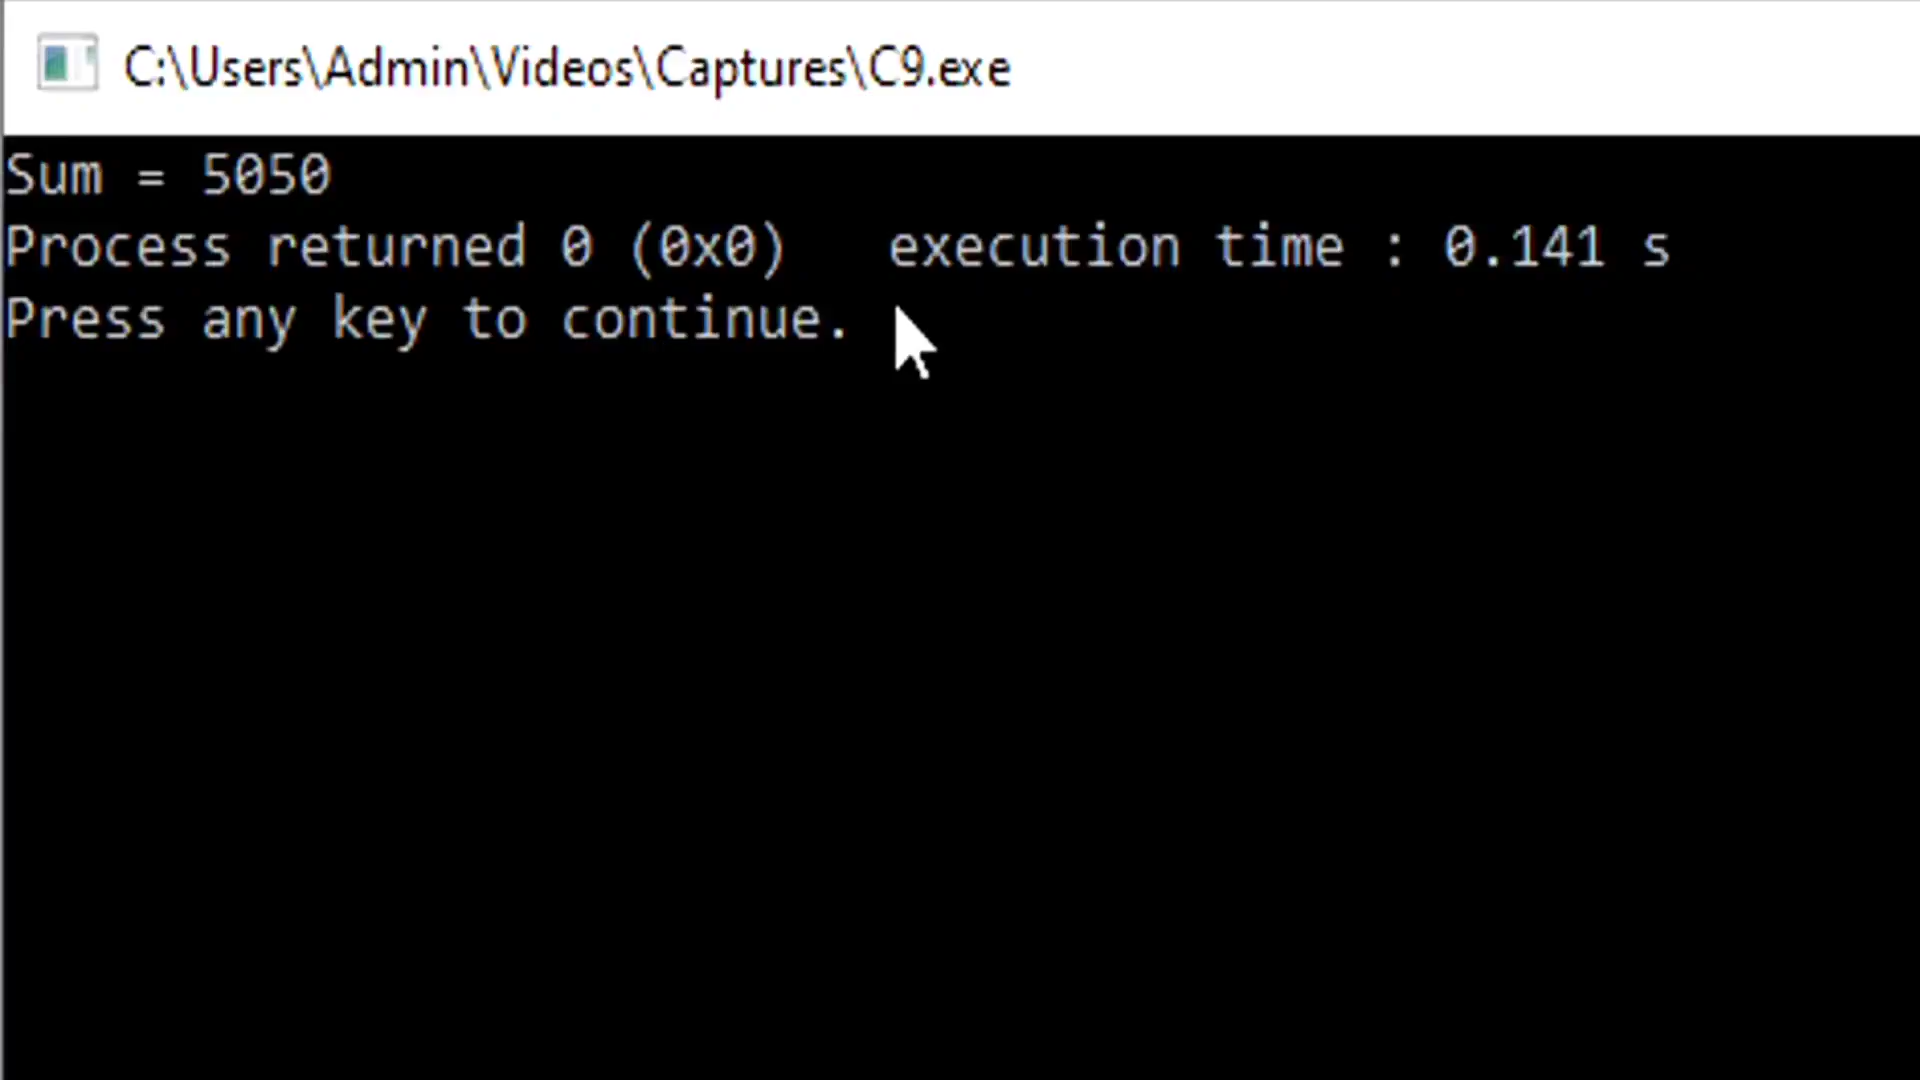 C:\Users\Admin\Videos\Captures\C9.exe
Sum = 5050
Process returned 0 (0x0)   execution time : 0.141 s
Press any key to continue.